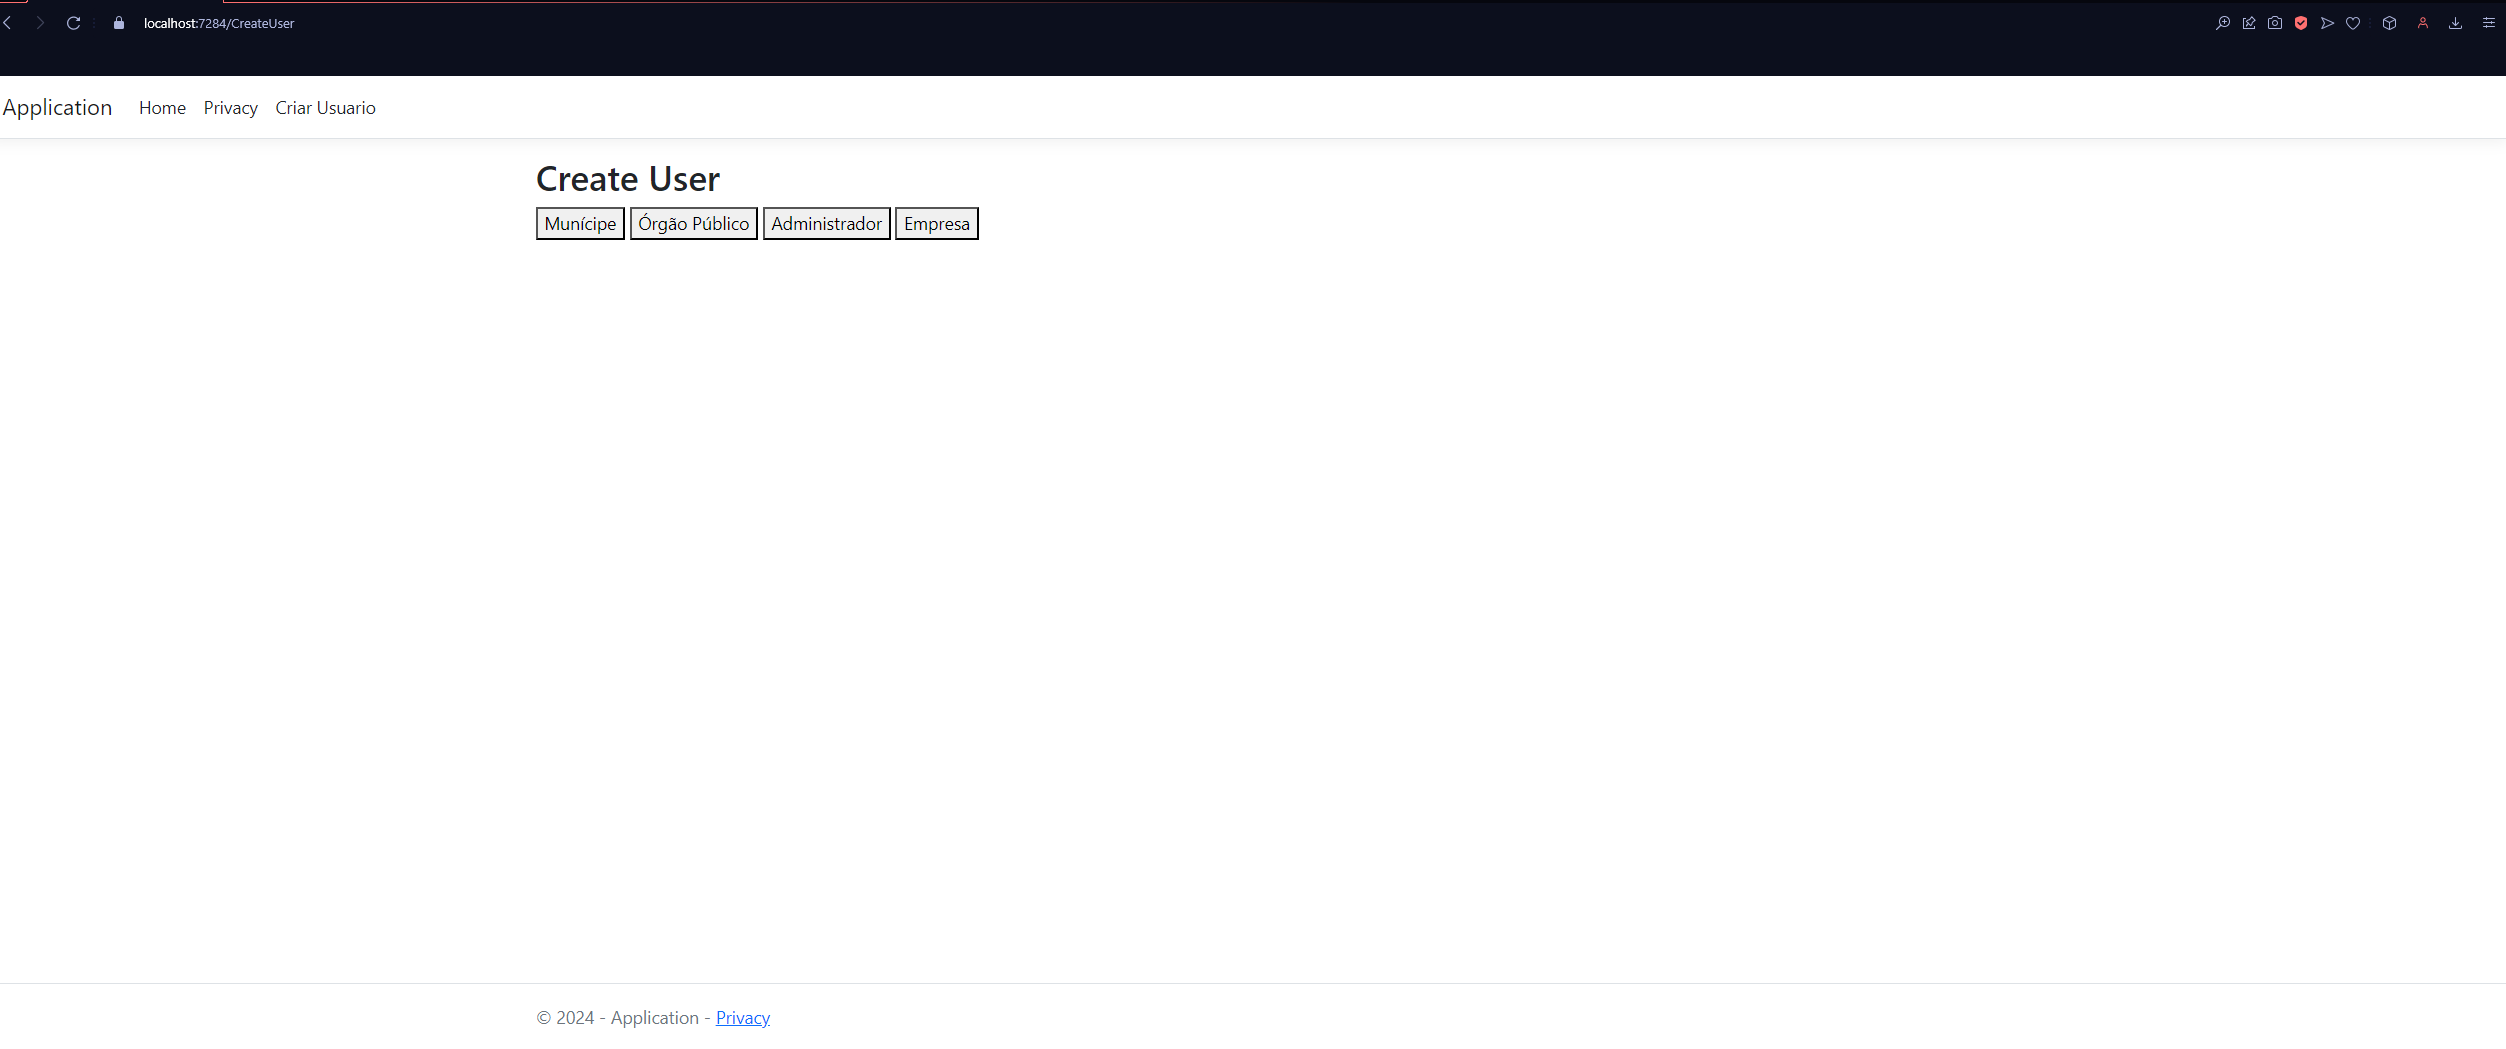 localhost:7284/CreateUser
Application Home Privacy Criar Usuario
Create User
Munícipe Órgão Público Administrador Empresa
© 2024 - Application - Privacy